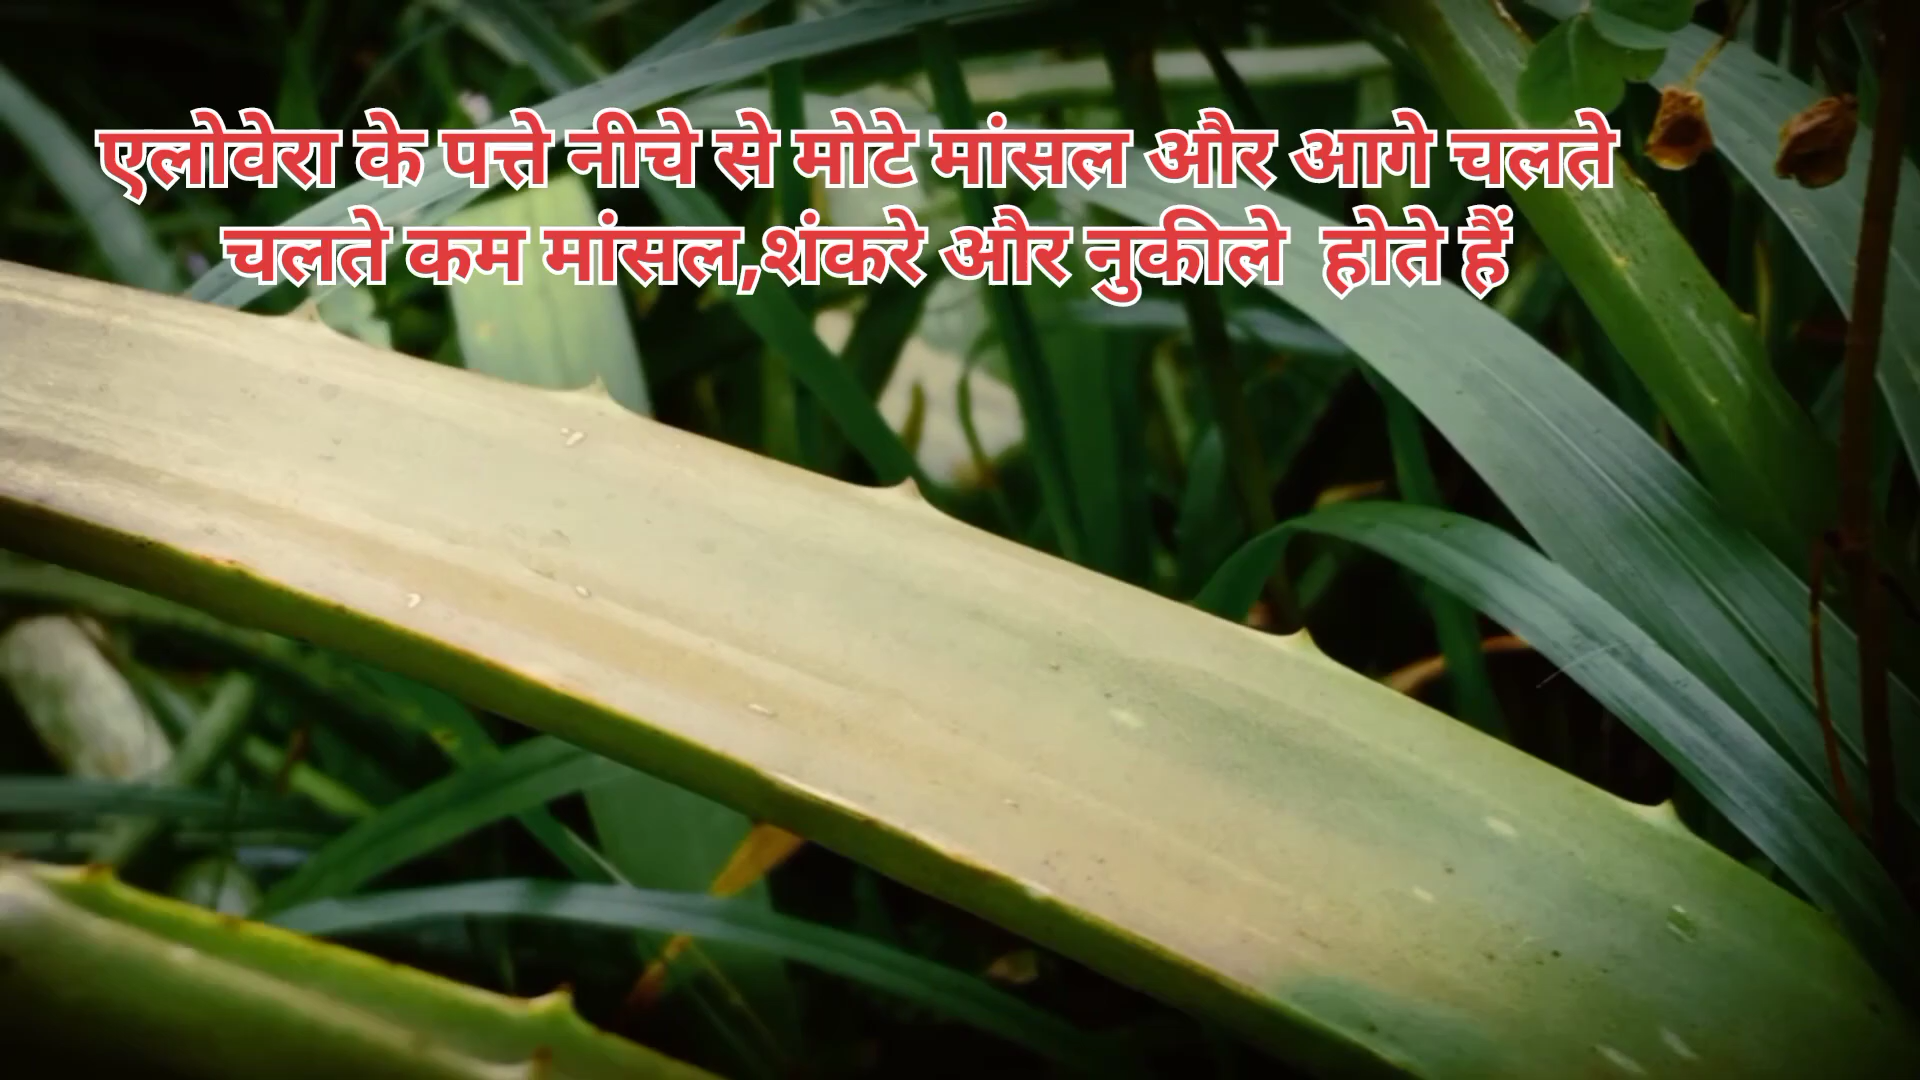 एलोवेरा के पत्ते नीचे से मोटे मांसल और आगे चलते
चलते कम मांसल,शंकरे और नुकीले होते हैं